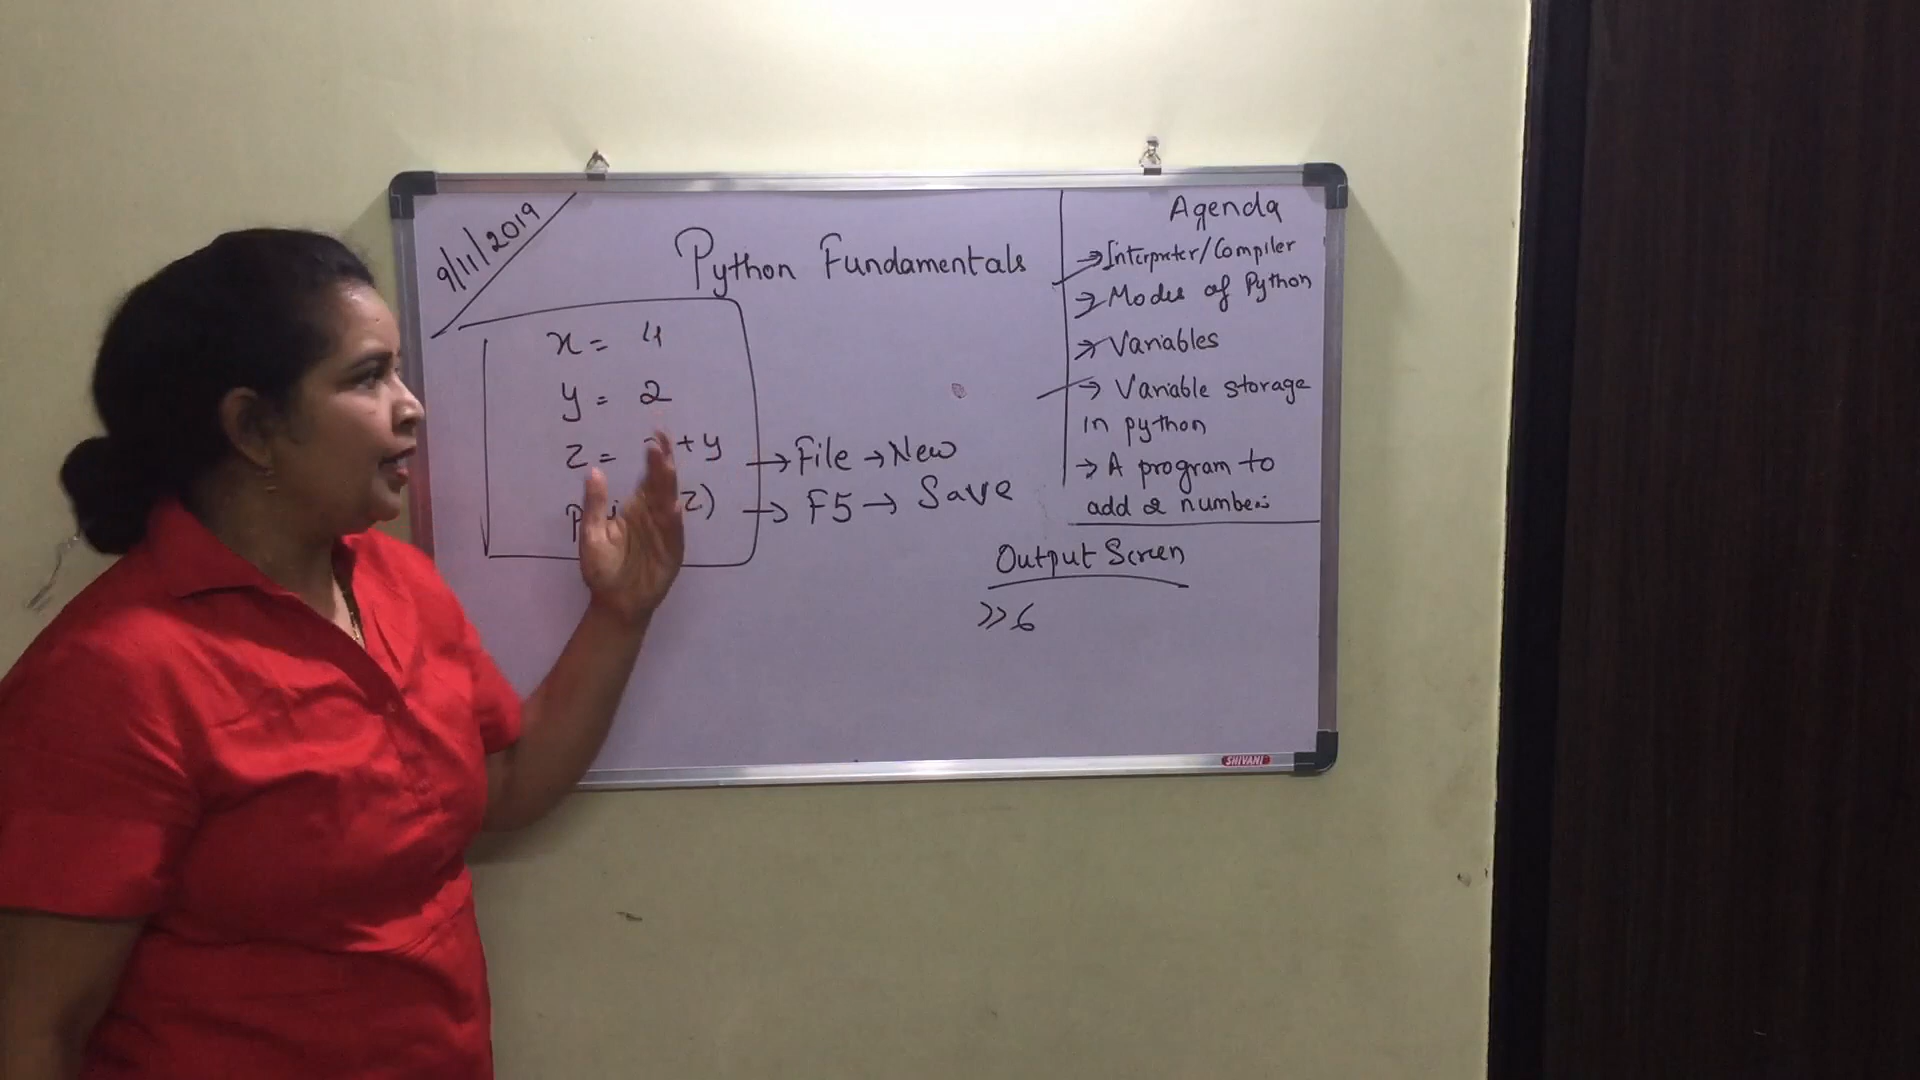 9/11/2019
Python Fundamentals
x = 4
y = 2
z = + y
z)
→ File → New
→ F5 → Save
Agenda
→ Interpreter/Compiler
→ Modes of Python
→ Variables
→ Variable storage
in python
→ A program to
add 2 numbers
Output Screen
>>> 6
SHIVANI